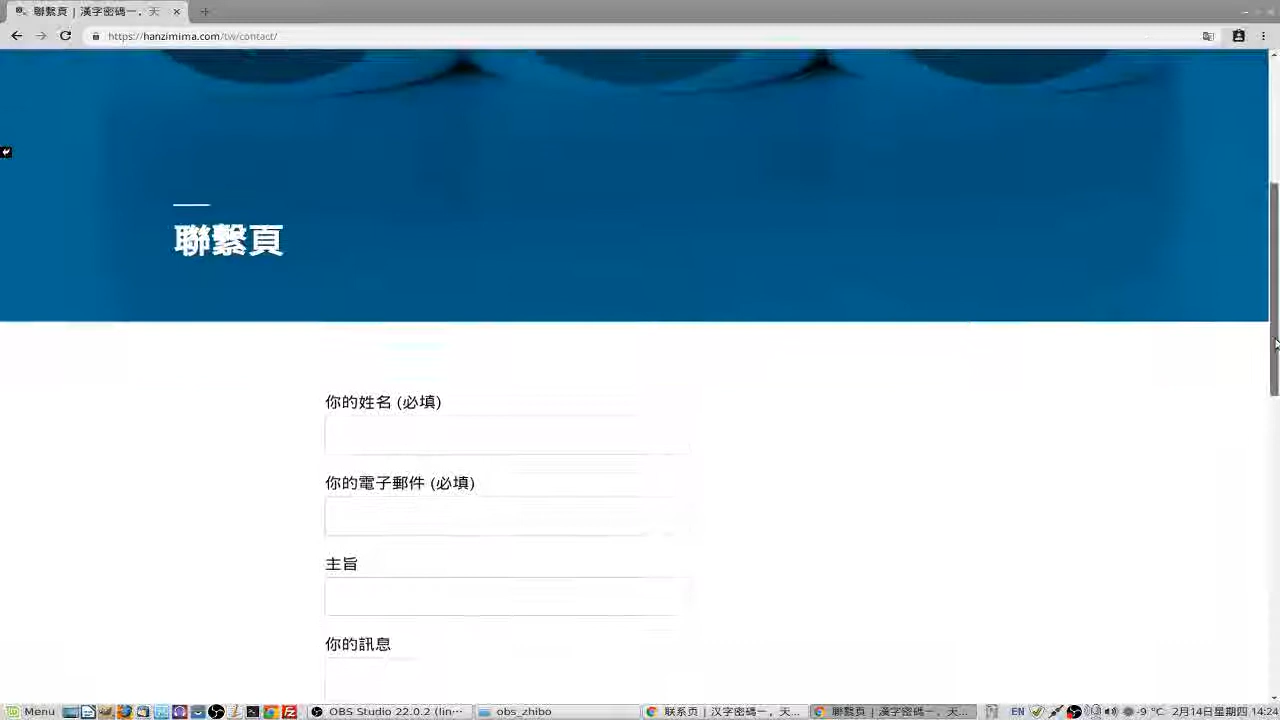 聯繫頁 | 漢字密碼一，天
https://hanzimima.com/tw/contact/
聯繫頁
你的姓名 (必填)
你的電子郵件 (必填)
主旨
你的訊息
Menu OBS Studio 22.0.2 (lin··· obs_zhibo 联系页 | 汉字密码一，天... 聯繫頁 | 漢字密碼一，天... EN -9 °C 2月14日星期四 14:24